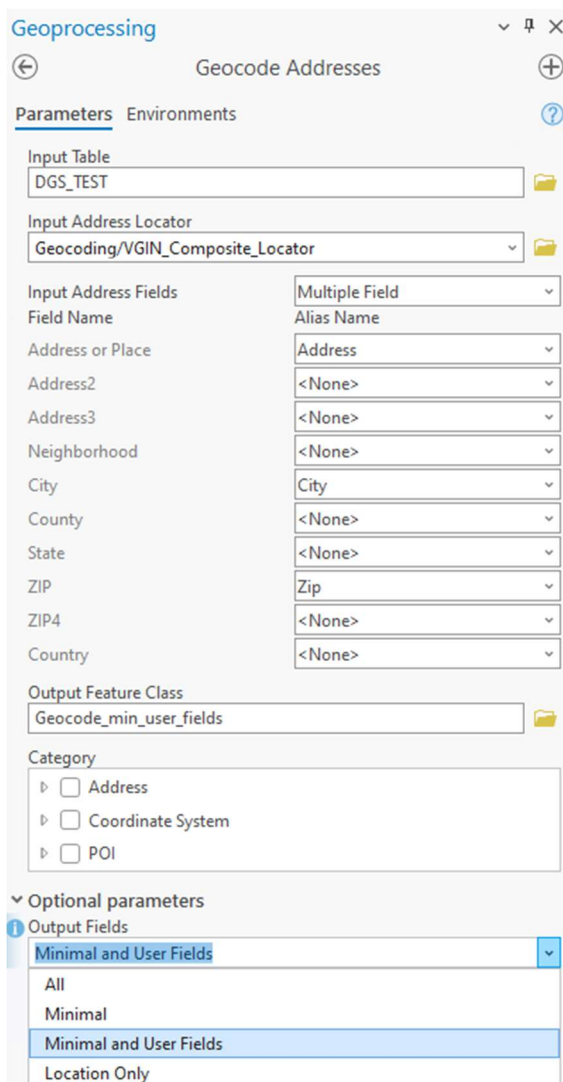 Geoprocessing
Geocode Addresses
Parameters Environments
Input Table
DGS_TEST
Input Address Locator
Geocoding/VGIN_Composite_Locator
Input Address Fields Multiple Field
Field Name Alias Name
Address or Place Address
Address2 <None>
Address3 <None>
Neighborhood <None>
City City
County <None>
State <None>
ZIP Zip
ZIP4 <None>
Country <None>
Output Feature Class
Geocode_min_user_fields
Category
Address
Coordinate System
POI
Optional parameters
Output Fields
Minimal and User Fields
All
Minimal
Minimal and User Fields
Location Only